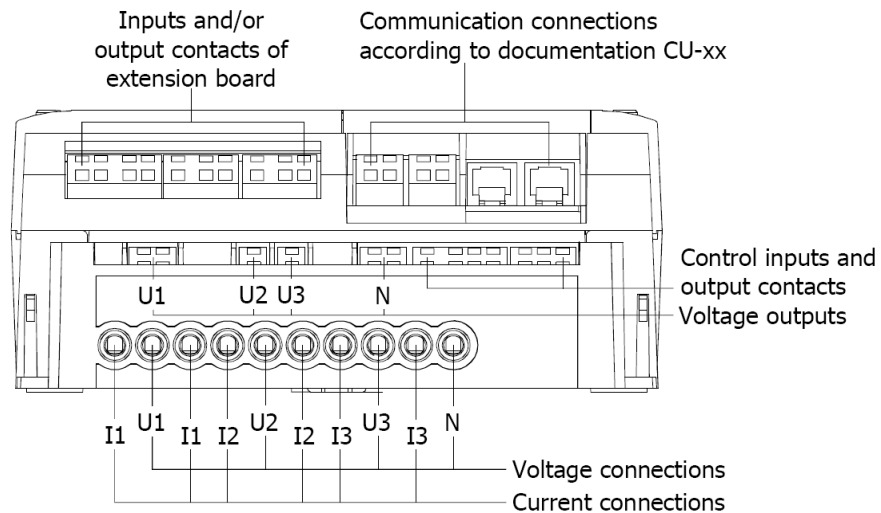 Inputs and/or
output contacts of
extension board
Communication connections
according to documentation CU-xx
Control inputs and
output contacts
U1 U2 U3 N
Voltage outputs
I1 U1 I1 I2 U2 I2 I3 U3 I3 N
Voltage connections
Current connections